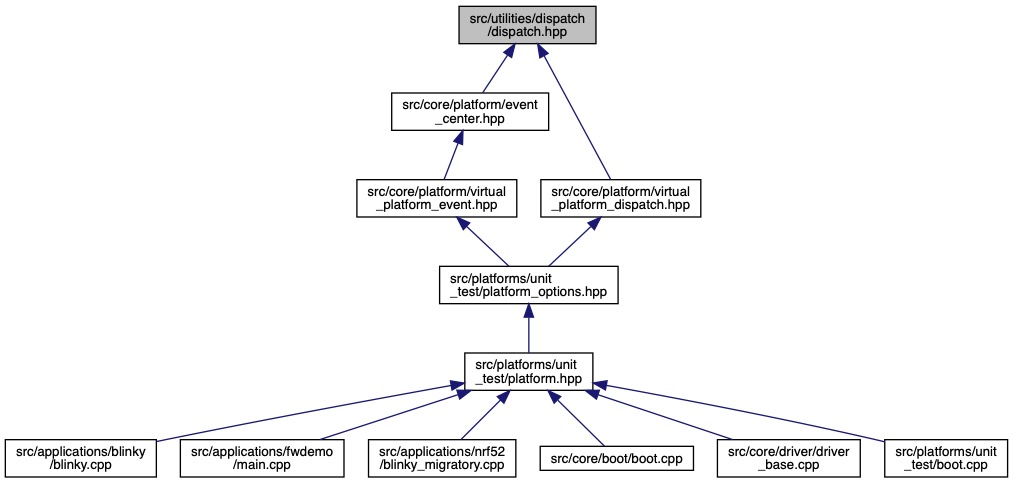 src/utilities/dispatch
/dispatch.hpp
src/core/platform/event
_center.hpp
src/core/platform/virtual
_platform_event.hpp
src/core/platform/virtual
_platform_dispatch.hpp
src/platforms/unit
_test/platform_options.hpp
src/platforms/unit
_test/platform.hpp
src/applications/blinky
/blinky.cpp
src/applications/fwdemo
/main.cpp
src/applications/nrf52
/blinky_migratory.cpp
src/core/boot/boot.cpp
src/core/driver/driver
_base.cpp
src/platforms/unit
_test/boot.cpp